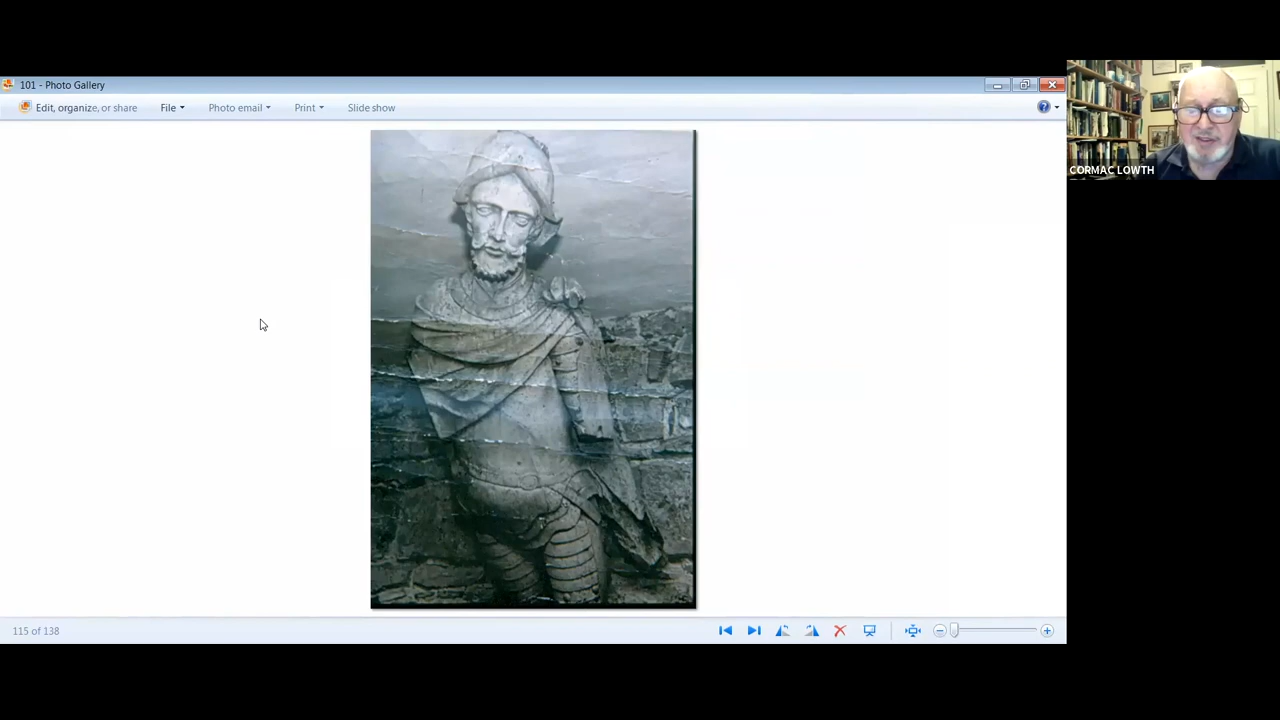 101 - Photo Gallery
Edit, organize, or share File Photo email Print Slide show
CORMAC LOWTH
115 of 138